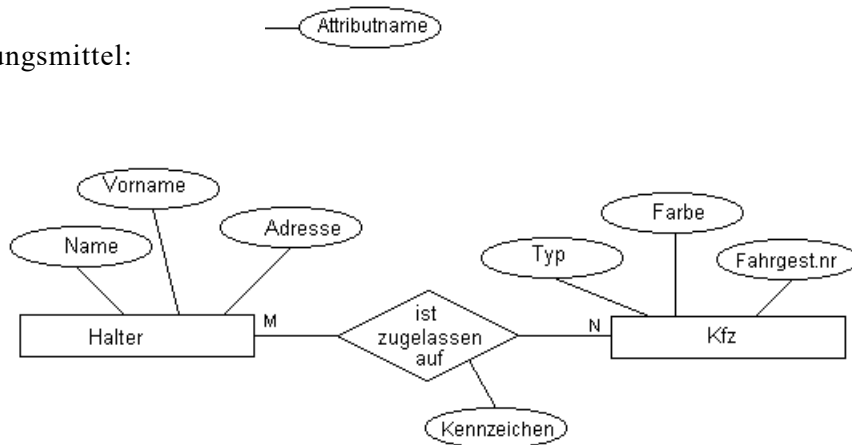 Attributname
ungsmittel:
Vorname
Farbe
Name
Adresse
Typ
Fahrgest.nr
Halter
M
ist
zugelassen
auf
N
Kfz
Kennzeichen